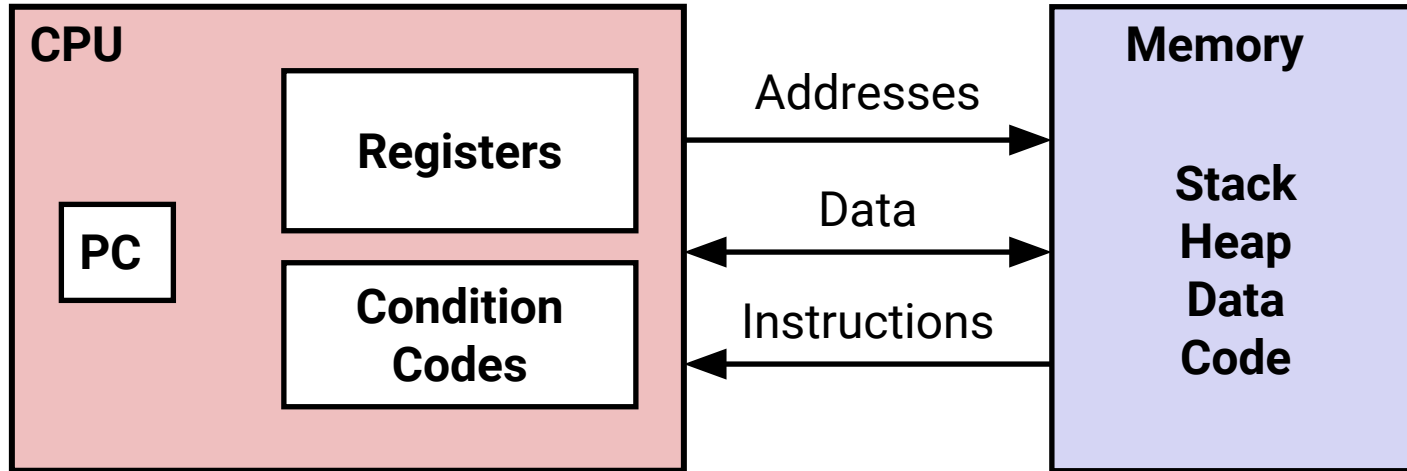 CPU
Registers
PC
Condition
Codes
Addresses
Data
Instructions
Memory
Stack
Heap
Data
Code